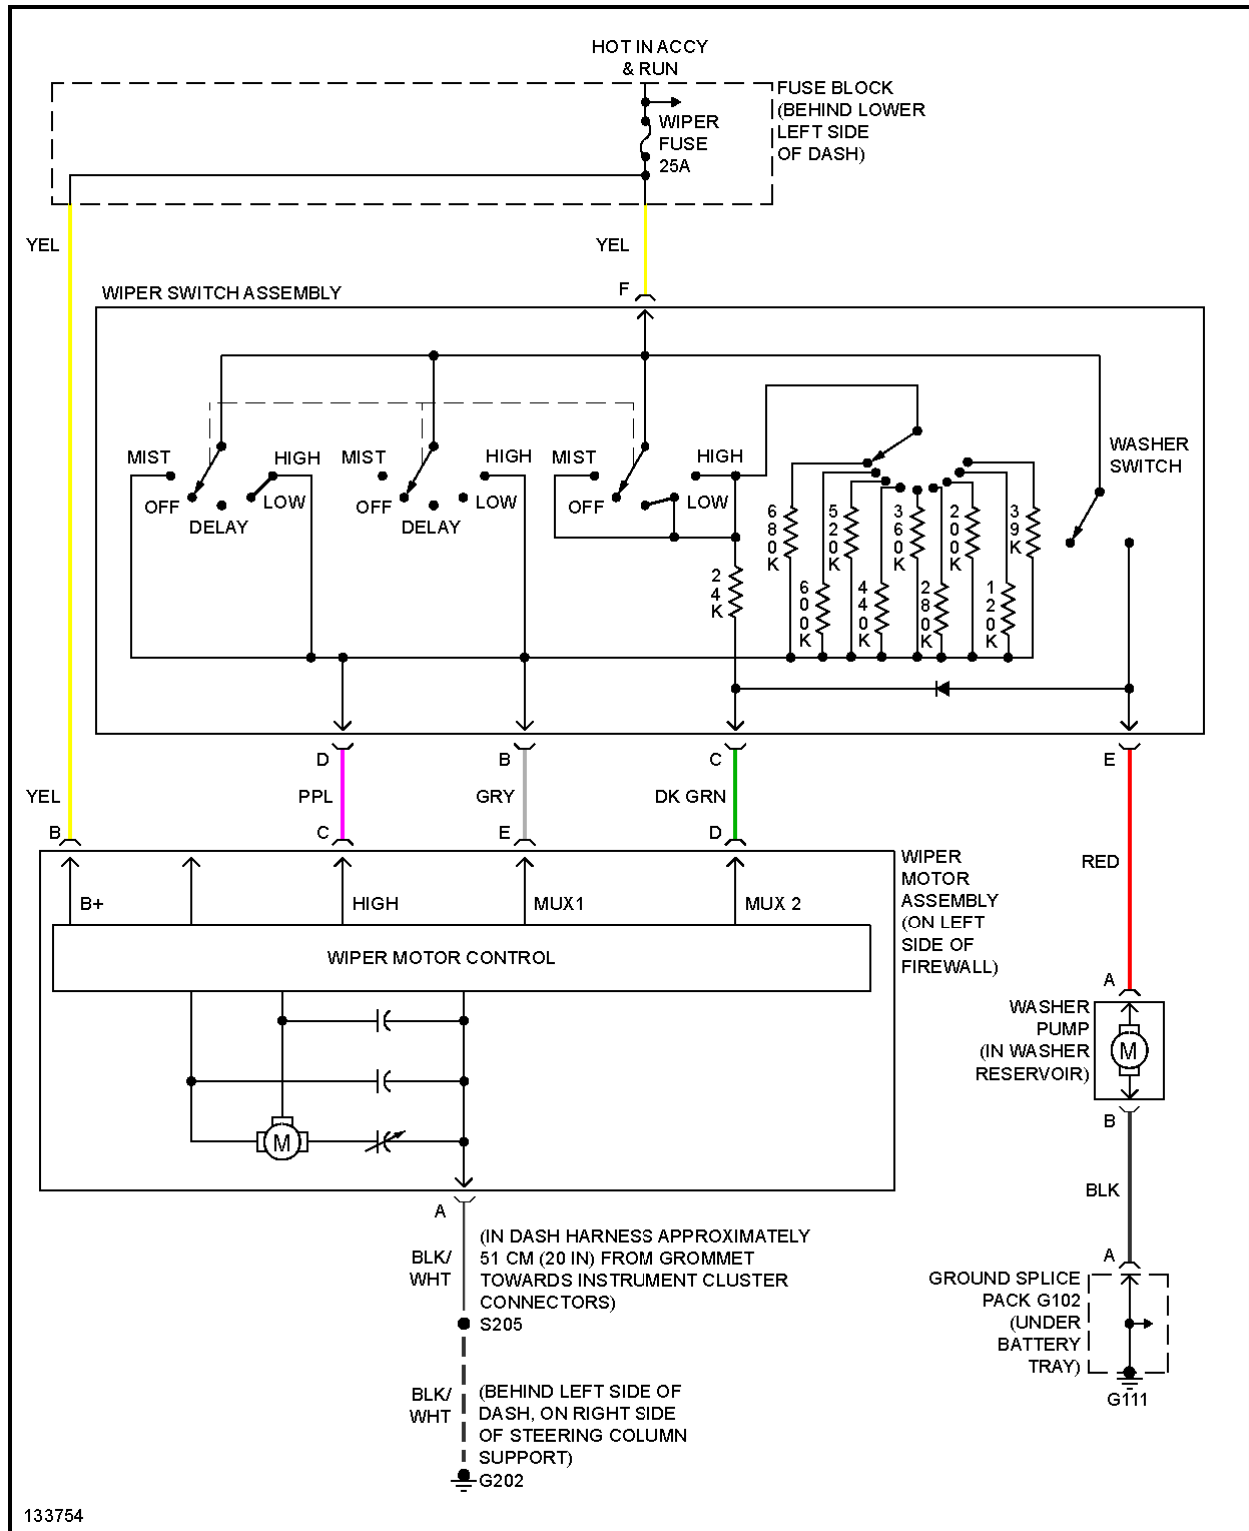 HOT IN ACCY
& RUN
FUSE BLOCK
(BEHIND LOWER
LEFT SIDE
OF DASH)
WIPER
FUSE
25A
YEL
YEL
F
WIPER SWITCH ASSEMBLY
MIST
OFF
DELAY
LOW
HIGH
MIST
OFF
DELAY
LOW
HIGH
MIST
OFF
LOW
HIGH
WASHER
SWITCH
24K
680K
600K
520K
440K
360K
280K
200K
120K
39K
D
B
C
E
YEL
PPL
GRY
DK GRN
B
C
E
D
RED
B+
HIGH
MUX1
MUX 2
WIPER
MOTOR
ASSEMBLY
(ON LEFT
SIDE OF
FIREWALL)
WIPER MOTOR CONTROL
M
A
WASHER
PUMP
(IN WASHER
RESERVOIR)
M
B
BLK
A
BLK/
WHT
(IN DASH HARNESS APPROXIMATELY
51 CM (20 IN) FROM GROMMET
TOWARDS INSTRUMENT CLUSTER
CONNECTORS)
S205
A
GROUND SPLICE
PACK G102
(UNDER
BATTERY
TRAY)
G111
BLK/
WHT
(BEHIND LEFT SIDE OF
DASH, ON RIGHT SIDE
OF STEERING COLUMN
SUPPORT)
G202
133754